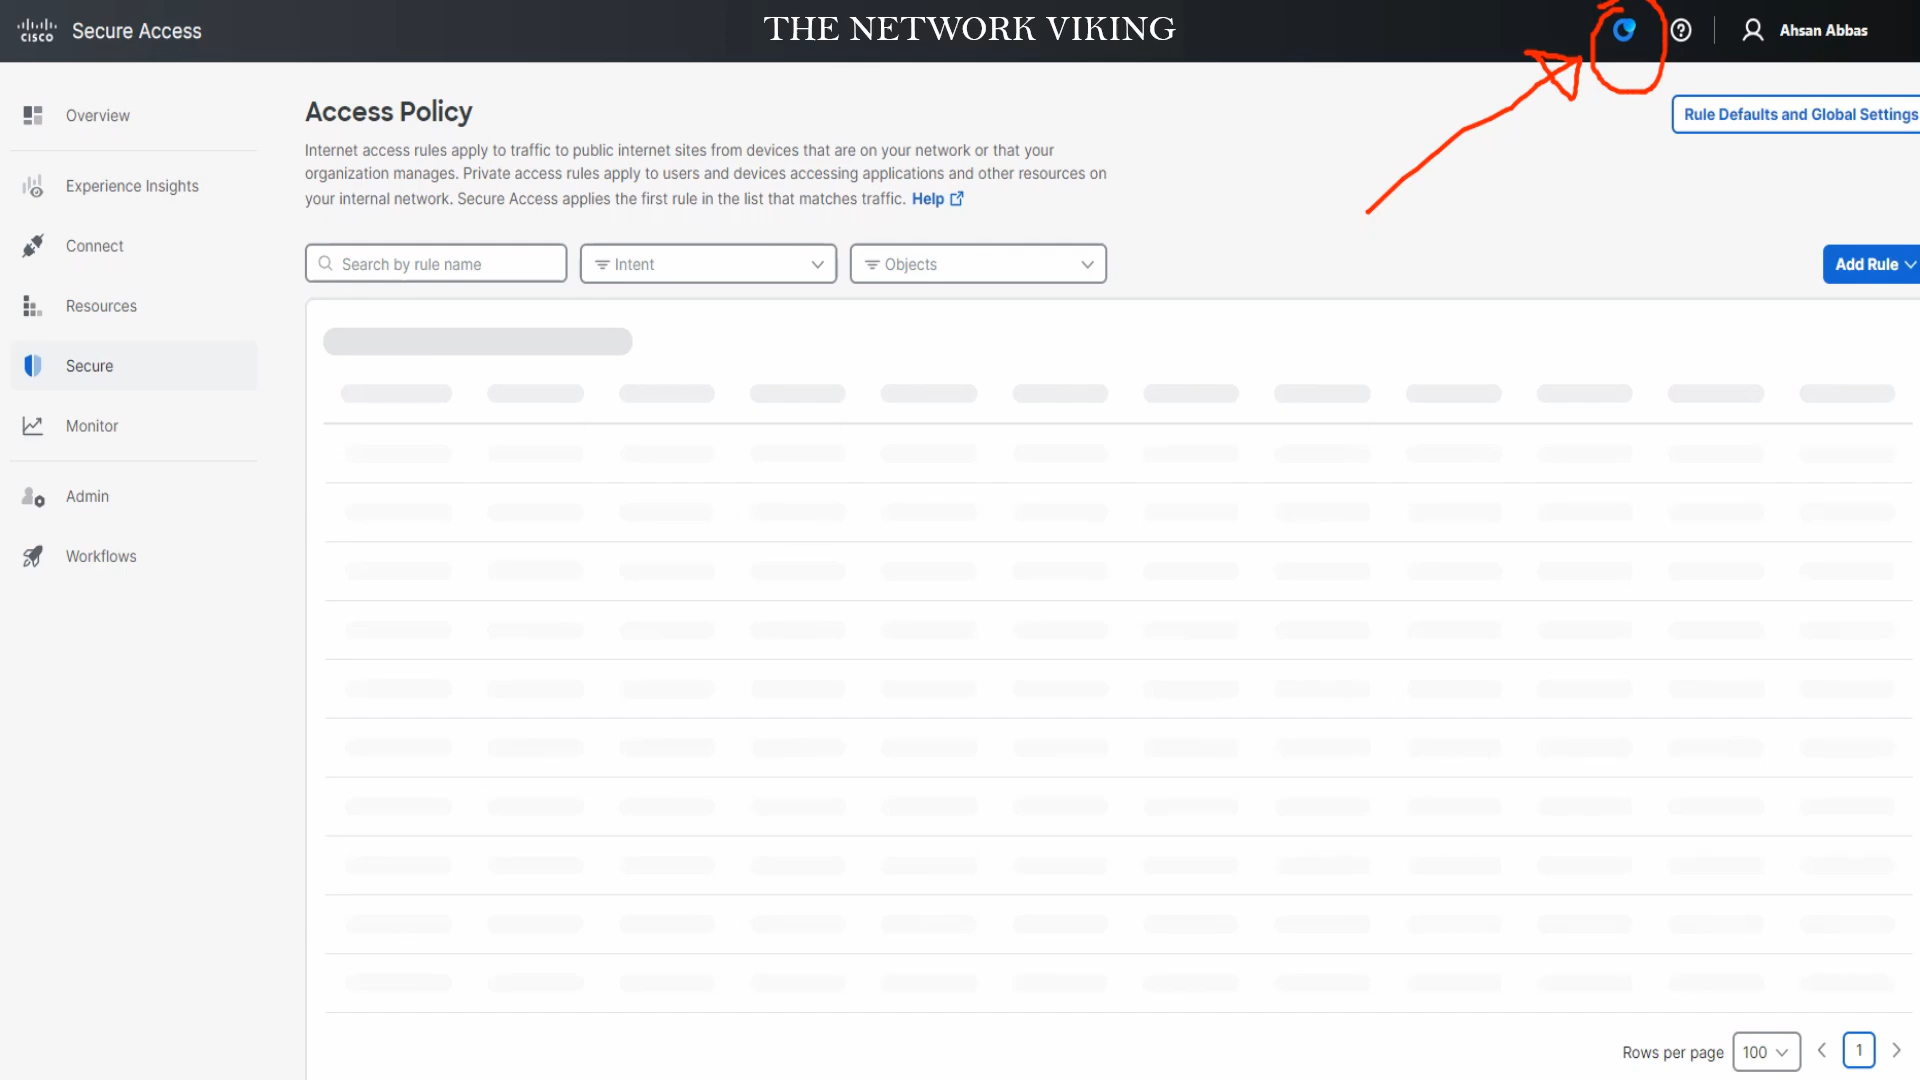 CISCO
Secure Access
THE NETWORK VIKING
Ahsan Abbas
Overview
Experience Insights
Connect
Resources
Secure
Monitor
Admin
Workflows
Access Policy
Rule Defaults and Global Settings
Internet access rules apply to traffic to public internet sites from devices that are on your network or that your
organization manages. Private access rules apply to users and devices accessing applications and other resources on
your internal network. Secure Access applies the first rule in the list that matches traffic. Help
Search by rule name
Intent
Objects
Add Rule
Rows per page 100 1